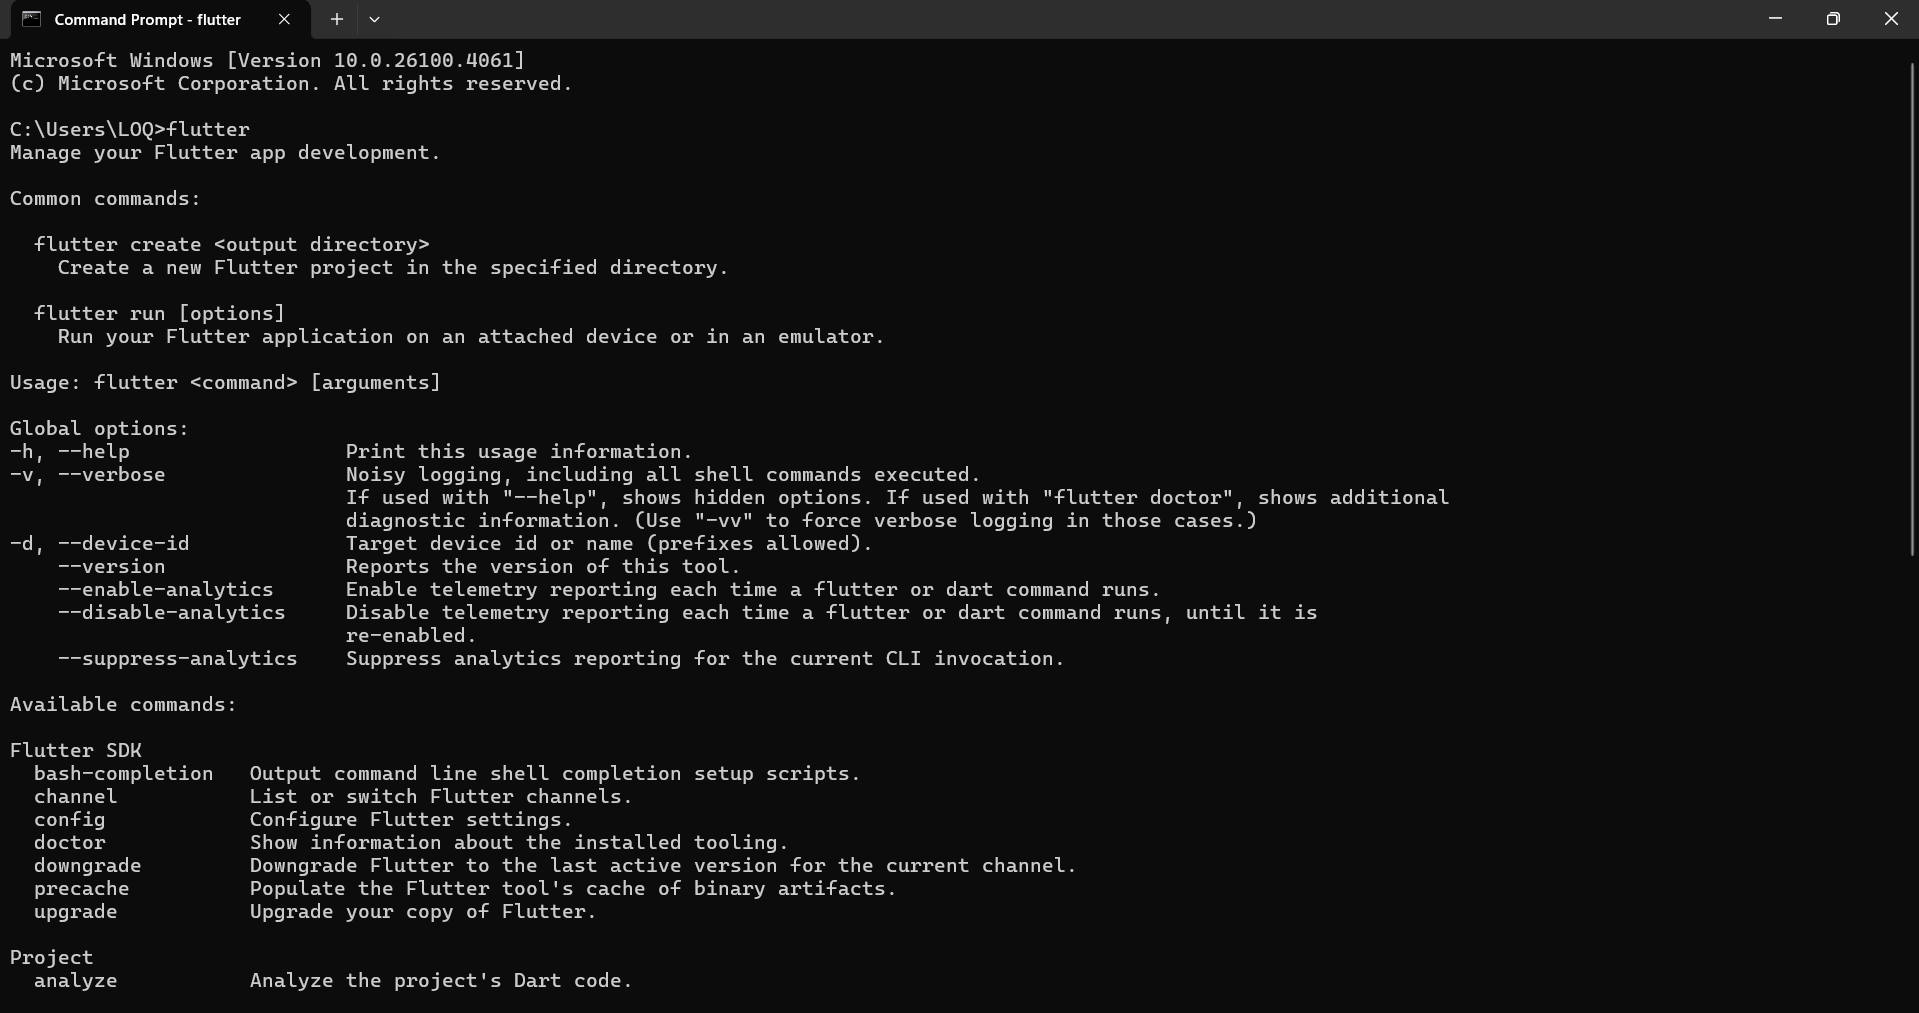 Command Prompt - flutter
Microsoft Windows [Version 10.0.26100.4061]
(c) Microsoft Corporation. All rights reserved.
C:\Users\LOQ>flutter
Manage your Flutter app development.
Common commands:
flutter create <output directory>
Create a new Flutter project in the specified directory.
flutter run [options]
Run your Flutter application on an attached device or in an emulator.
Usage: flutter <command> [arguments]
Global options:
-h, --help                  Print this usage information.
-v, --verbose               Noisy logging, including all shell commands executed.
                            If used with "--help", shows hidden options. If used with "flutter doctor", shows additional
                            diagnostic information. (Use "-vv" to force verbose logging in those cases.)
-d, --device-id             Target device id or name (prefixes allowed).
    --version               Reports the version of this tool.
    --enable-analytics      Enable telemetry reporting each time a flutter or dart command runs.
    --disable-analytics     Disable telemetry reporting each time a flutter or dart command runs, until it is
                            re-enabled.
    --suppress-analytics    Suppress analytics reporting for the current CLI invocation.
Available commands:
Flutter SDK
  bash-completion   Output command line shell completion setup scripts.
  channel           List or switch Flutter channels.
  config            Configure Flutter settings.
  doctor            Show information about the installed tooling.
  downgrade         Downgrade Flutter to the last active version for the current channel.
  precache          Populate the Flutter tool's cache of binary artifacts.
  upgrade           Upgrade your copy of Flutter.
Project
  analyze           Analyze the project's Dart code.